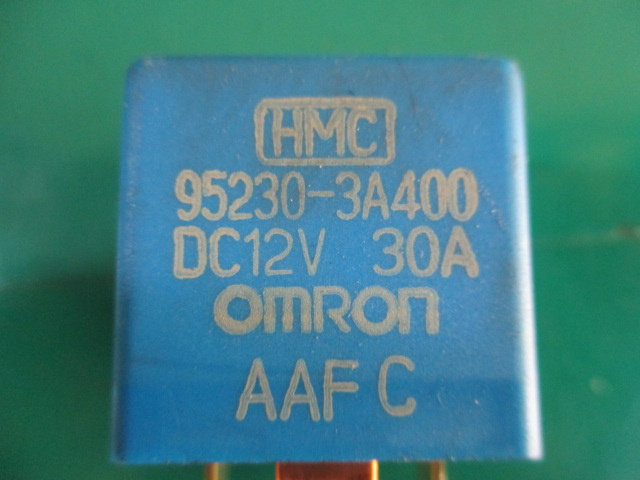 HMC
95230-3A400
DC12V 30A
omron
AAF C